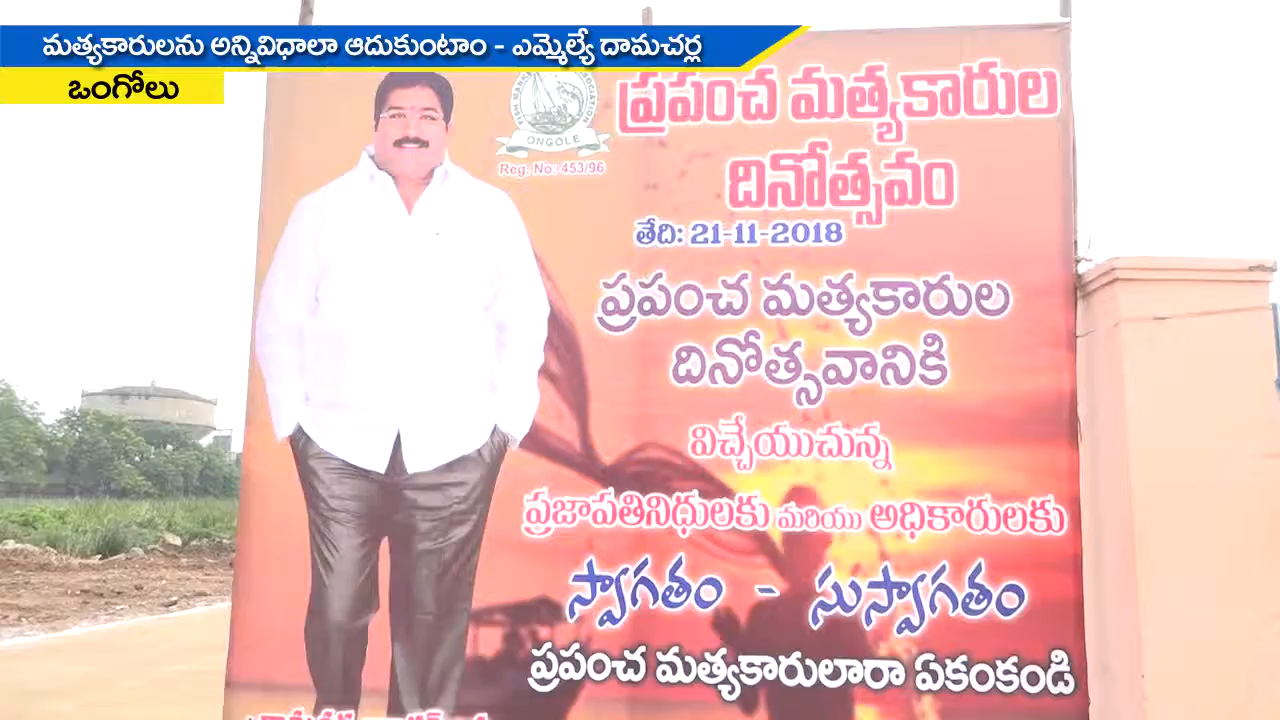 మత్యకారులను అన్నివిధాలా ఆదుకుంటాం - ఎమ్మెల్యే దామచర్ల
ఒంగోలు
ONGOLE
Reg. No: 453/96
ప్రపంచ మత్యకారుల
దినోత్సవం
తేది: 21-11-2018
ప్రపంచ మత్యకారుల
దినోత్సవానికి
విచ్చేయుచున్న
ప్రజాపతినిధులకు మరియు అధికారులకు
స్వాగతం - సుస్వాగతం
ప్రపంచ మత్యకారులారా ఏకంకండి